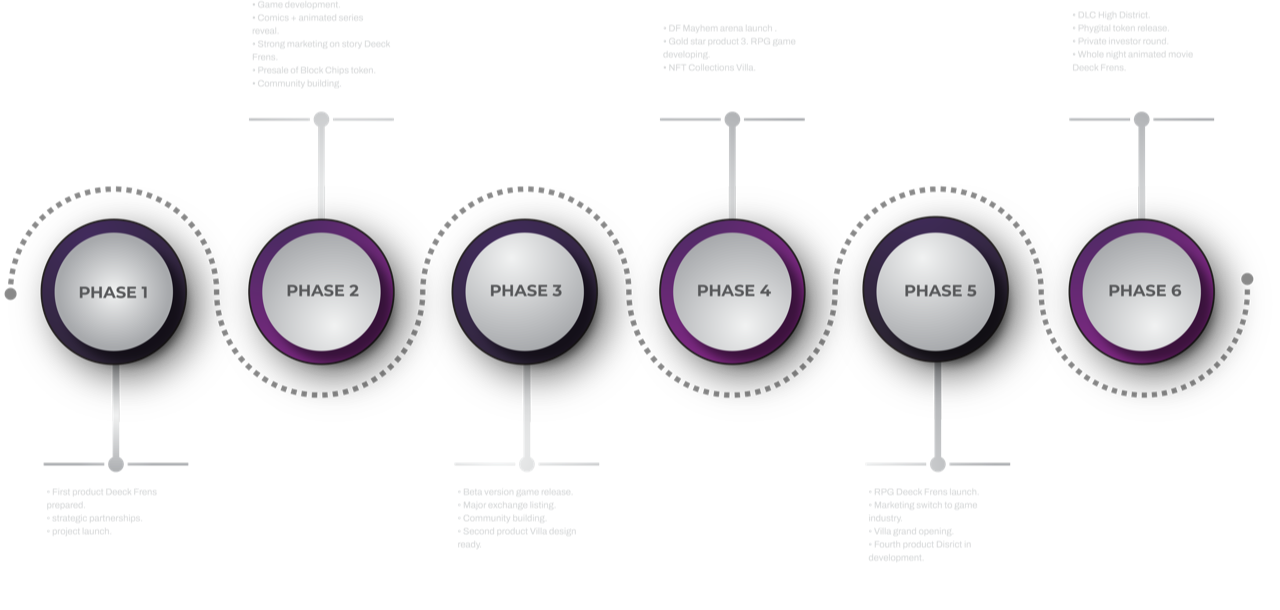 PHASE 1
• First product Deeck Frens
prepared.
• strategic partnerships.
• project launch.
• Game development.
• Comics + animated series
reveal.
• Strong marketing on story Deeck
Frens.
• Presale of Block Chips token.
• Community building.
PHASE 2
PHASE 3
• Beta version game release.
• Major exchange listing.
• Community building.
• Second product Villa design
ready.
• DF Mayhem arena launch .
• Gold star product 3. RPG game
developing.
• NFT Collections Villa.
PHASE 4
PHASE 5
• RPG Deeck Frens launch.
• Marketing switch to game
industry.
• Villa grand opening.
• Fourth product Disrict in
development.
• DLC High District.
• Phygital token release.
• Private investor round.
• Whole night animated movie
Deeck Frens.
PHASE 6